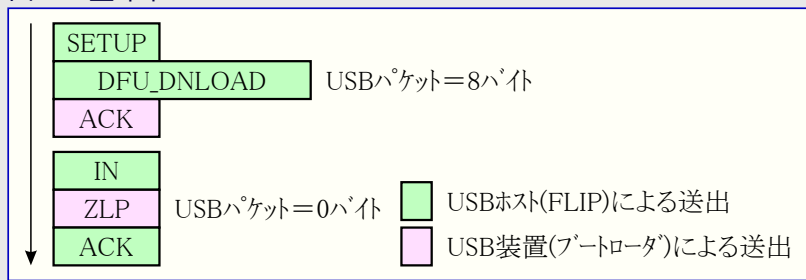 SETUP
DFU_DNLOAD USBパケット＝8バイト
ACK
IN
ZLP USBパケット＝0バイト
ACK
USBホスト(FLIP)による送出
USB装置(ブートローダ)による送出